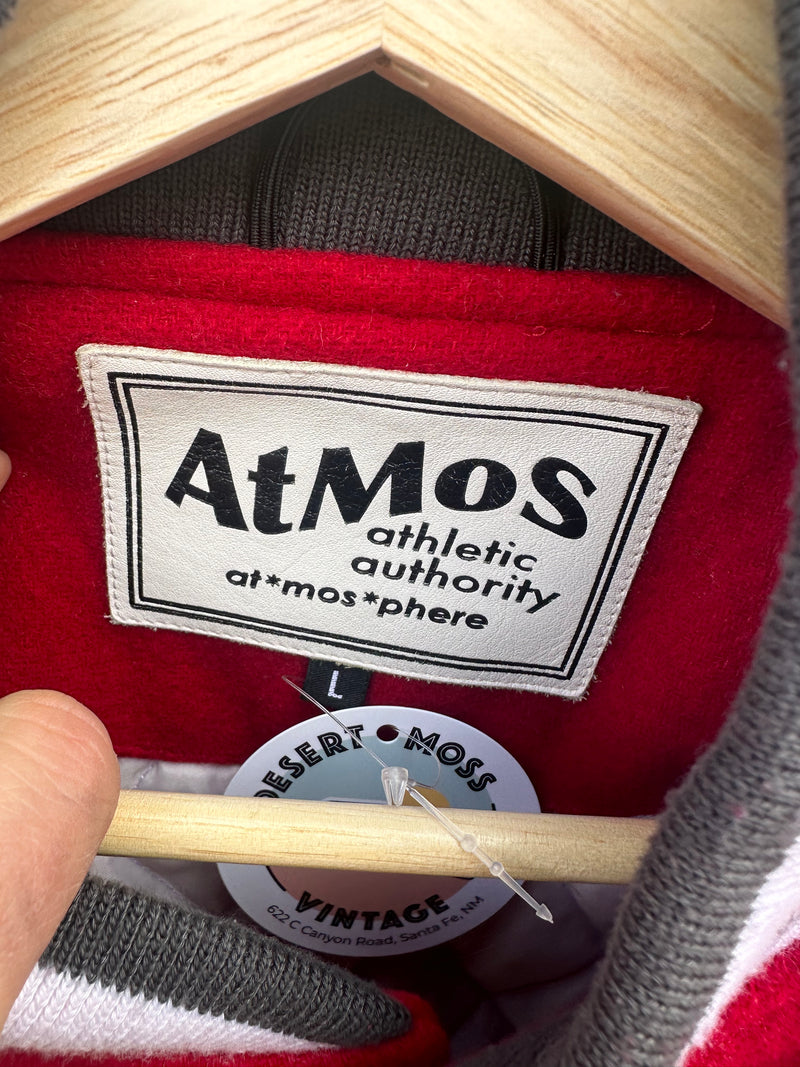 AtMoS
athletic
authority
at*mos*phere
L
DESERT MOSS
VINTAGE
622 C Canyon Road, Santa Fe, NM